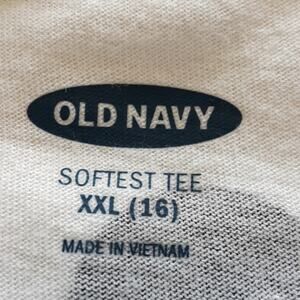 OLD NAVY
SOFTEST TEE
XXL (16)
MADE IN VIETNAM